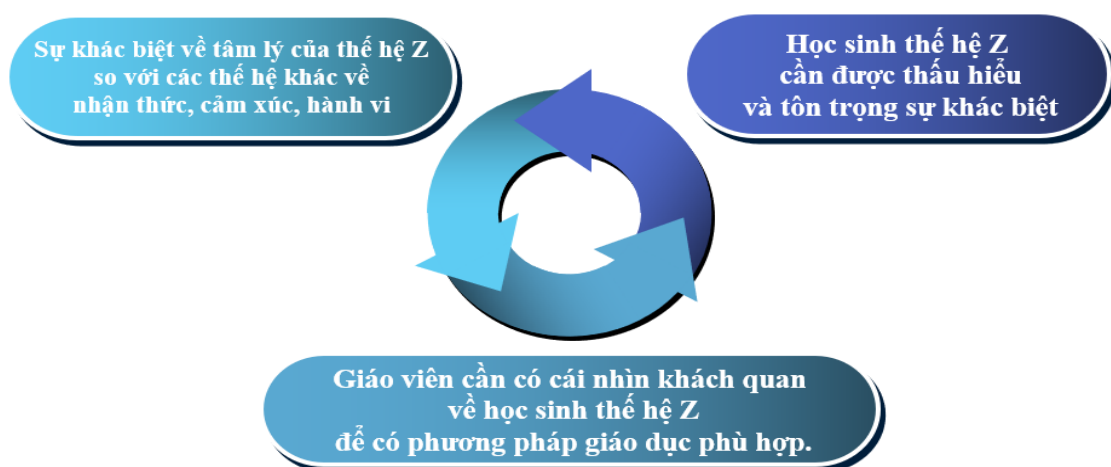 Sự khác biệt về tâm lý của thế hệ Z
so với các thế hệ khác về
nhận thức, cảm xúc, hành vi
Học sinh thế hệ Z
cần được thấu hiểu
và tôn trọng sự khác biệt
Giáo viên cần có cái nhìn khách quan
về học sinh thế hệ Z
để có phương pháp giáo dục phù hợp.